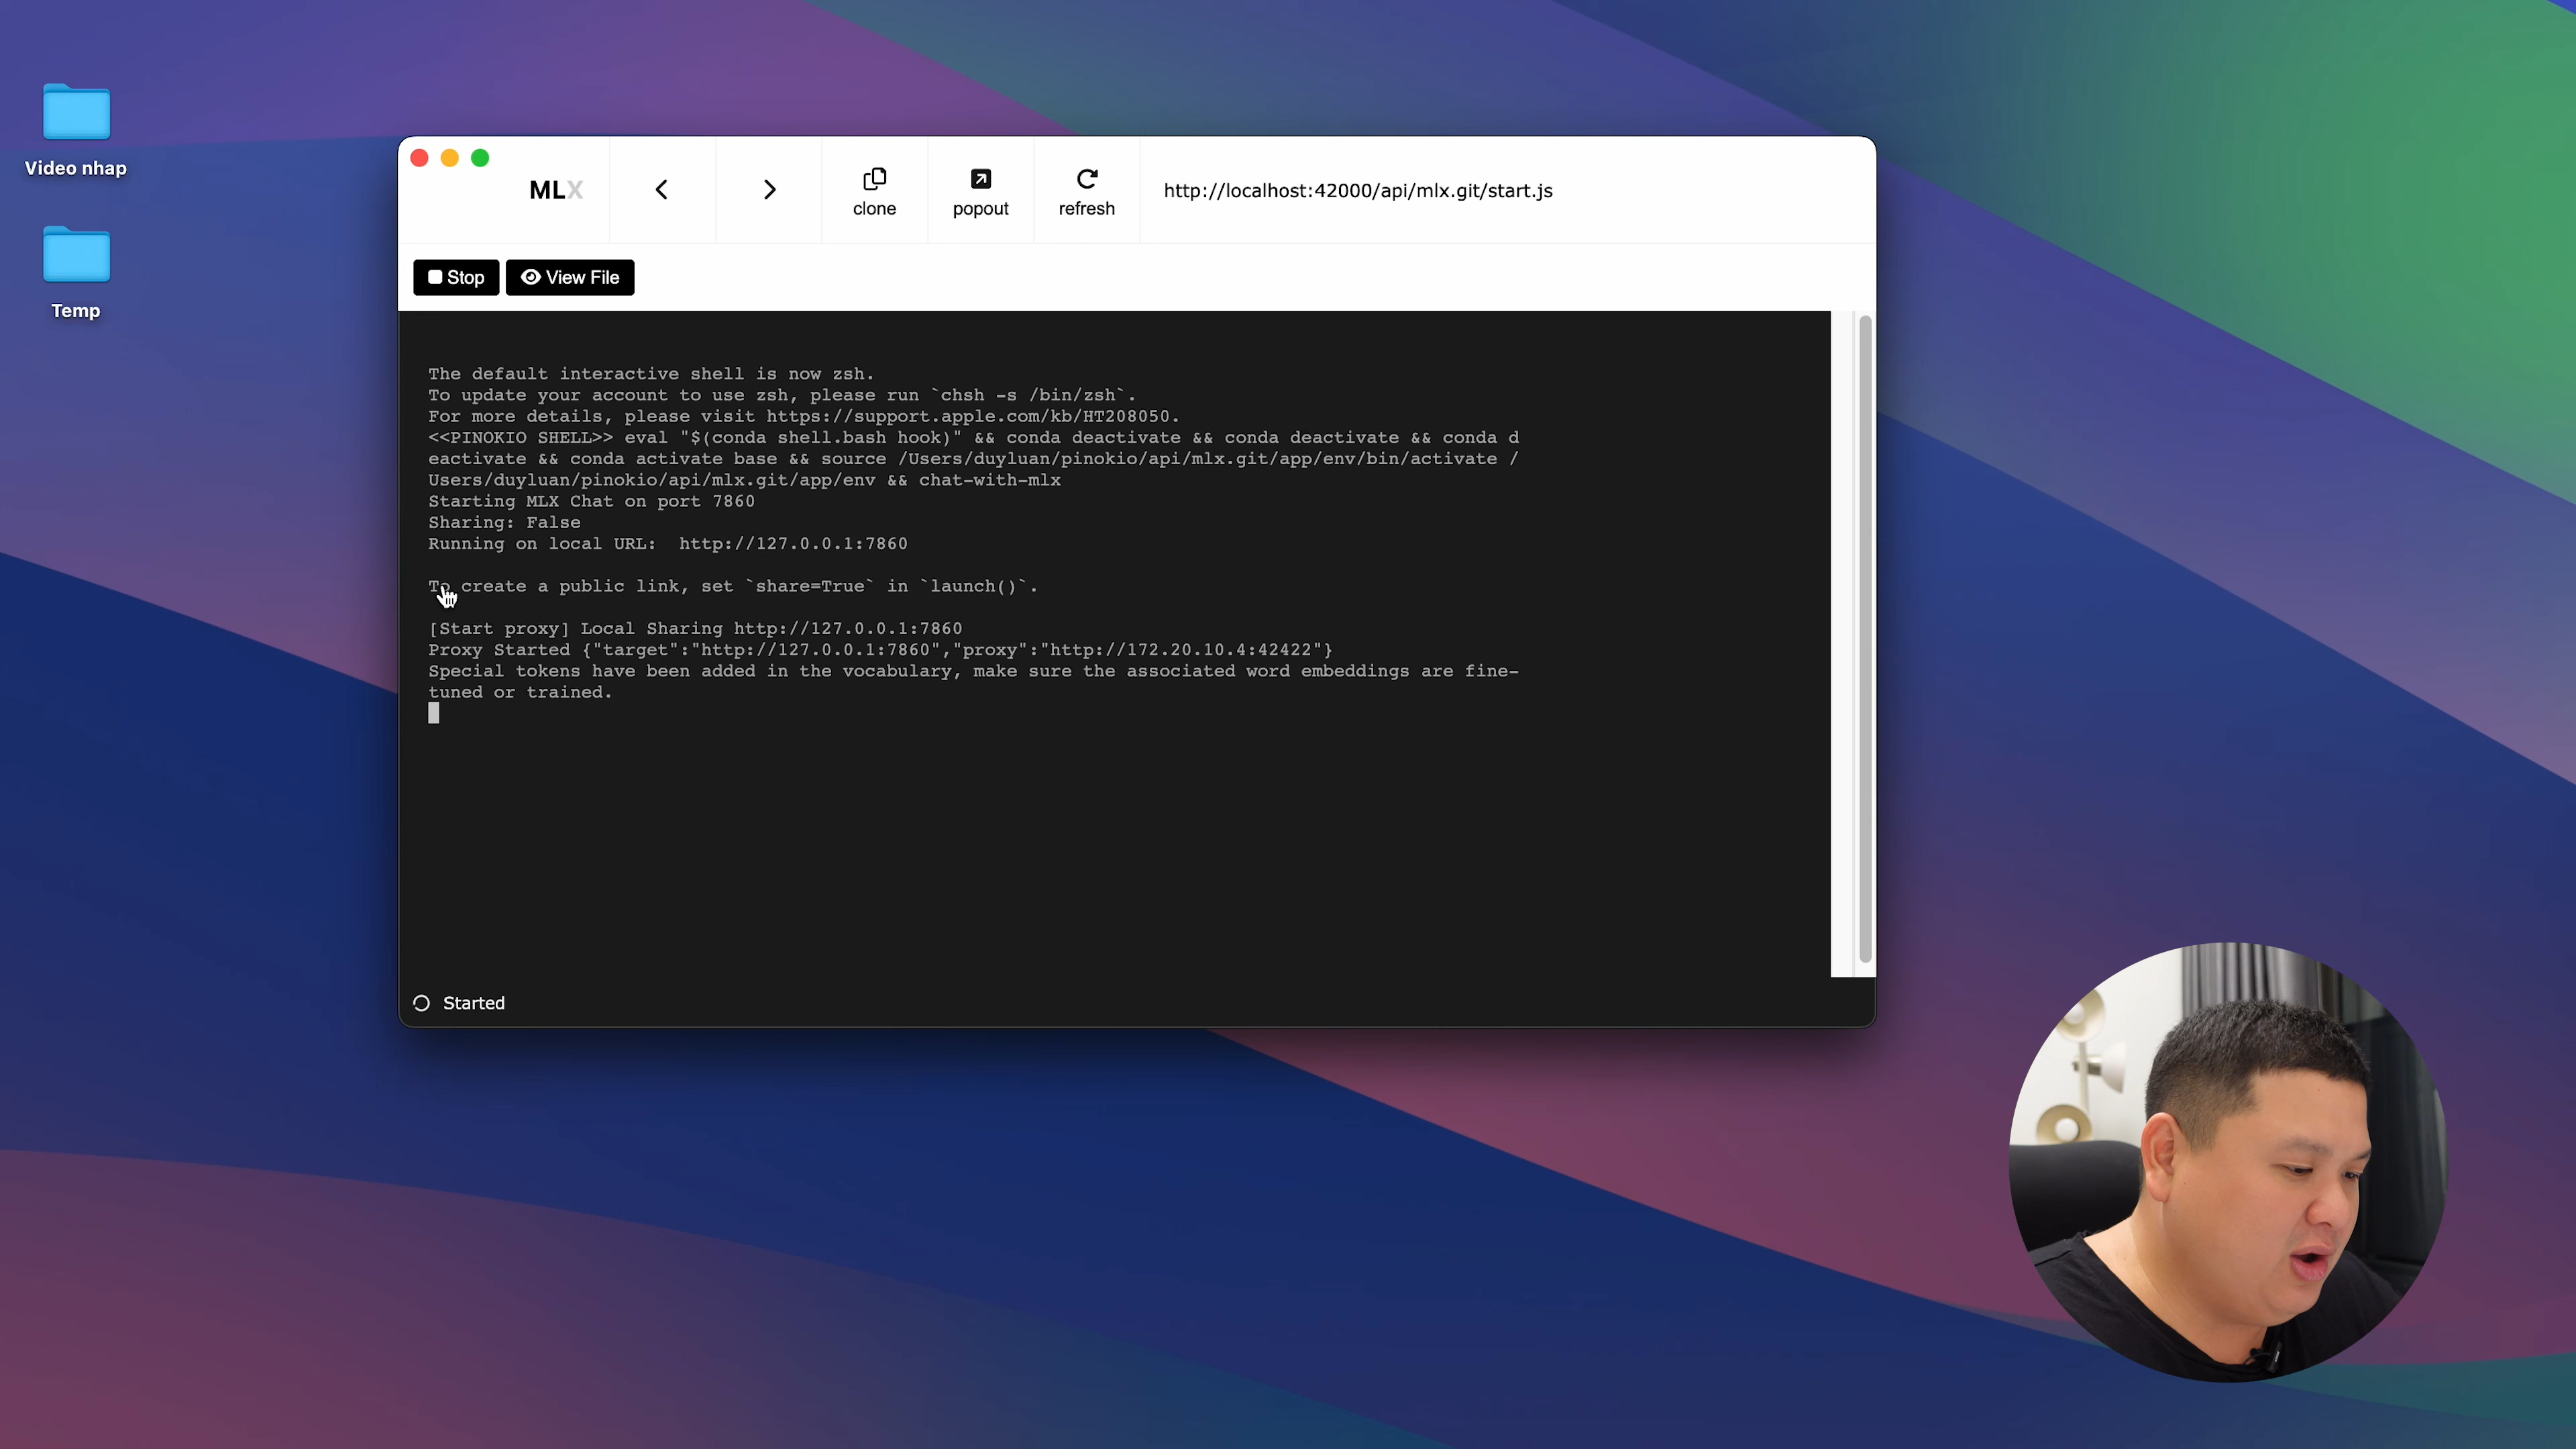 Video nhap
Temp
MLX
clone
popout
refresh
http://localhost:42000/api/mlx.git/start.js
Stop
View File
The default interactive shell is now zsh.
To update your account to use zsh, please run `chsh -s /bin/zsh`.
For more details, please visit https://support.apple.com/kb/HT208050.
<<PINOKIO SHELL>> eval "$(conda shell.bash hook)" && conda deactivate && conda deactivate && conda d
eactivate && conda activate base && source /Users/duyluan/pinokio/api/mlx.git/app/env/bin/activate /
Users/duyluan/pinokio/api/mlx.git/app/env && chat-with-mlx
Starting MLX Chat on port 7860
Sharing: False
Running on local URL:  http://127.0.0.1:7860
To create a public link, set `share=True` in `launch()`.
[Start proxy] Local Sharing http://127.0.0.1:7860
Proxy Started {"target":"http://127.0.0.1:7860","proxy":"http://172.20.10.4:42422"}
Special tokens have been added in the vocabulary, make sure the associated word embeddings are fine-
tuned or trained.
Started